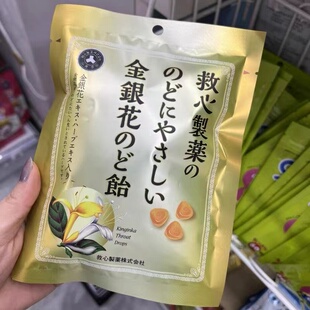 救心製薬の
のどにやさしい
金銀花のど飴
金銀花エキス・ハーブエキス入り
Kinginka
Throat
Drops
救心製薬株式会社